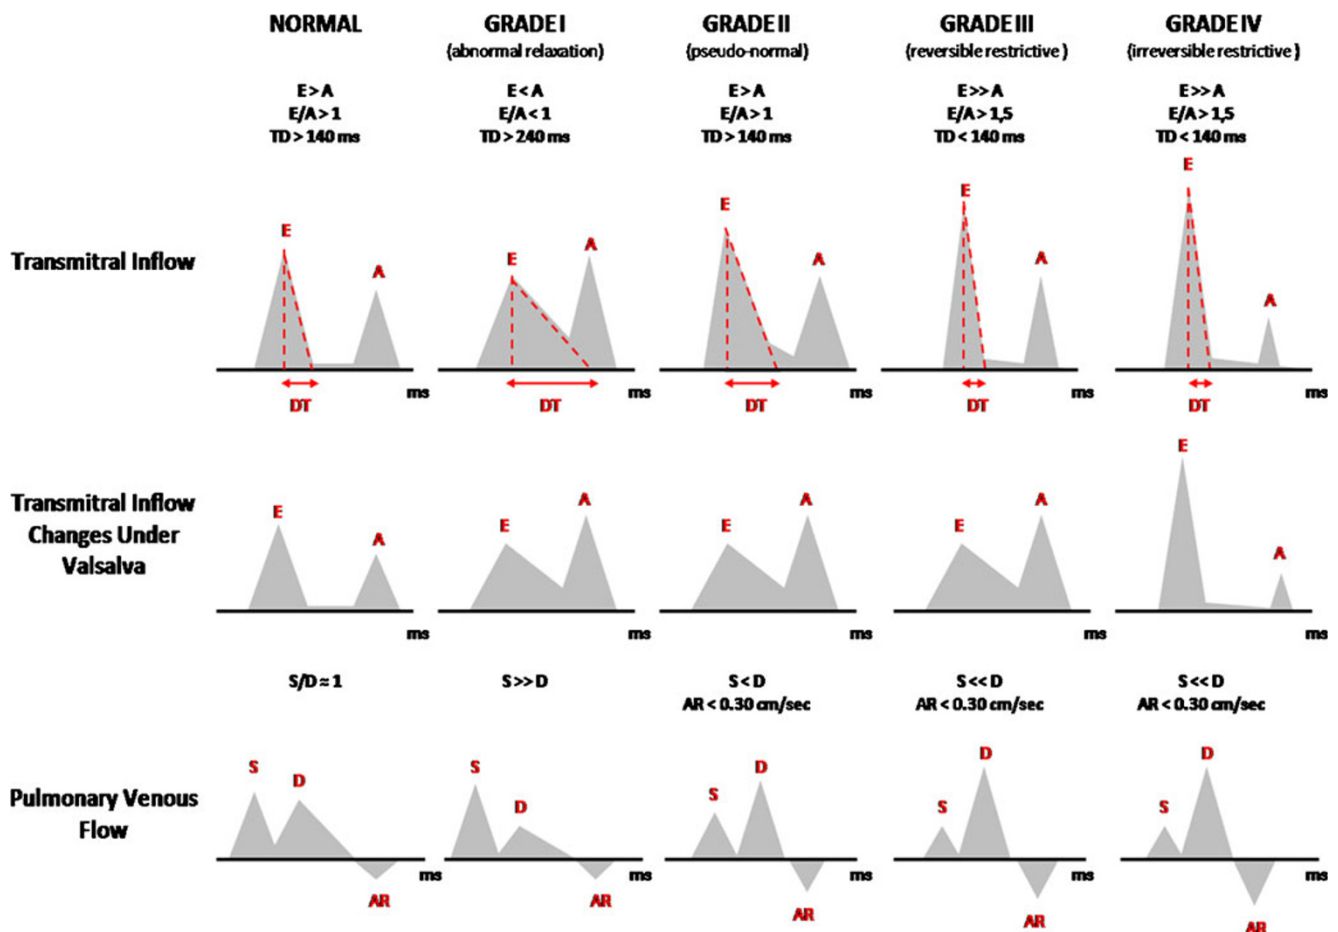 NORMAL
GRADE I
GRADE II
GRADE III
GRADE IV
(abnormal relaxation)
(pseudo-normal)
(reversible restrictive )
(irreversible restrictive )
E > A
E < A
E > A
E >> A
E >> A
E/A > 1
E/A < 1
E/A > 1
E/A > 1,5
E/A > 1,5
TD > 140 ms
TD > 240 ms
TD > 140 ms
TD < 140 ms
TD < 140 ms
Transmitral Inflow
E
A
E
A
E
A
E
A
E
A
ms
ms
ms
ms
ms
DT
DT
DT
DT
DT
Transmitral Inflow
Changes Under
Valsalva
E
A
E
A
E
A
E
A
E
A
ms
ms
ms
ms
ms
S/D ≈ 1
S >> D
S < D
S << D
S << D
AR < 0.30 cm/sec
AR < 0.30 cm/sec
AR < 0.30 cm/sec
Pulmonary Venous
Flow
S
D
S
D
S
D
S
D
S
D
ms
ms
ms
ms
ms
AR
AR
AR
AR
AR